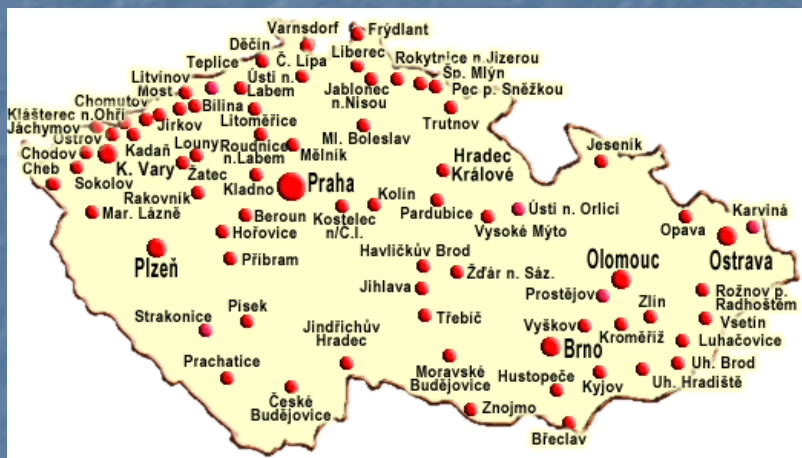 Varnsdorf
Frýdlant
Děčín
Liberec
Teplice
Č. Lípa
Rokytnice n.Jizerou
Litvínov
Ústí n.
Labem
Šp. Mlýn
Most
Jablonec
n.Nisou
Pec p. Sněžkou
Chomutov
Bílina
Klášterec n.Ohří
Litoměřice
Trutnov
Jáchymov
Jirkov
Ostrov
Ml. Boleslav
Louny
Roudnice
n.Labem
Chodov
Kadaň
Mělník
Hradec
Králové
Jeseník
Cheb
K. Vary
Žatec
Sokolov
Kladno
Praha
Rakovník
Kolín
Mar. Lázně
Beroun
Kostelec
n/Č.l.
Pardubice
Ústí n. Orlicí
Karviná
Hořovice
Vysoké Mýto
Opava
Plzeň
Příbram
Havlíčkův Brod
Olomouc
Ostrava
Žďár n. Sáz.
Jihlava
Prostějov
Rožnov p.
Radhoštěm
Strakonice
Písek
Třebíč
Zlín
Vsetín
Jindřichův
Hradec
Vyškov
Kroměříž
Luhačovice
Prachatice
Moravské
Budějovice
Brno
Uh. Brod
Hustopeče
Kyjov
Uh. Hradiště
České
Budějovice
Znojmo
Břeclav